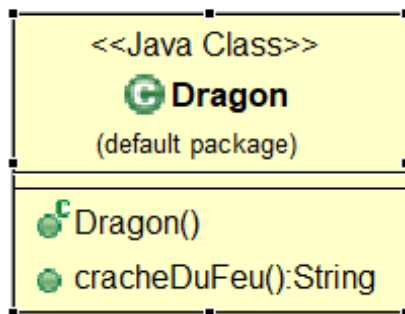 <<Java Class>>
Dragon
(default package)
Dragon()
cracheDuFeu():String